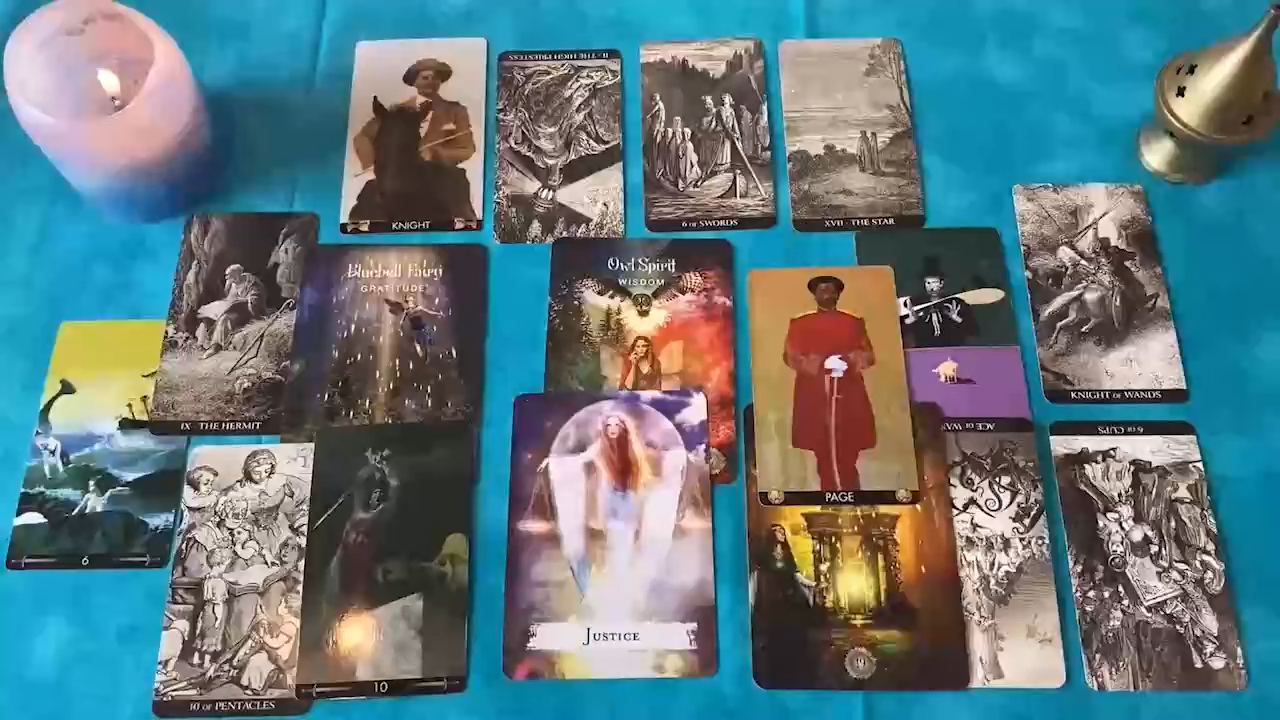 KNIGHT
II - THE HIGH PRIESTESS
6 OF SWORDS
XVII - THE STAR
IX THE HERMIT
Bluebell Fairy
GRATITUDE
Owl Spirit
WISDOM
KNIGHT OF WANDS
PAGE
ACE OF WAN
6 OF CUPS
6
JUSTICE
10
10 OF PENTACLES